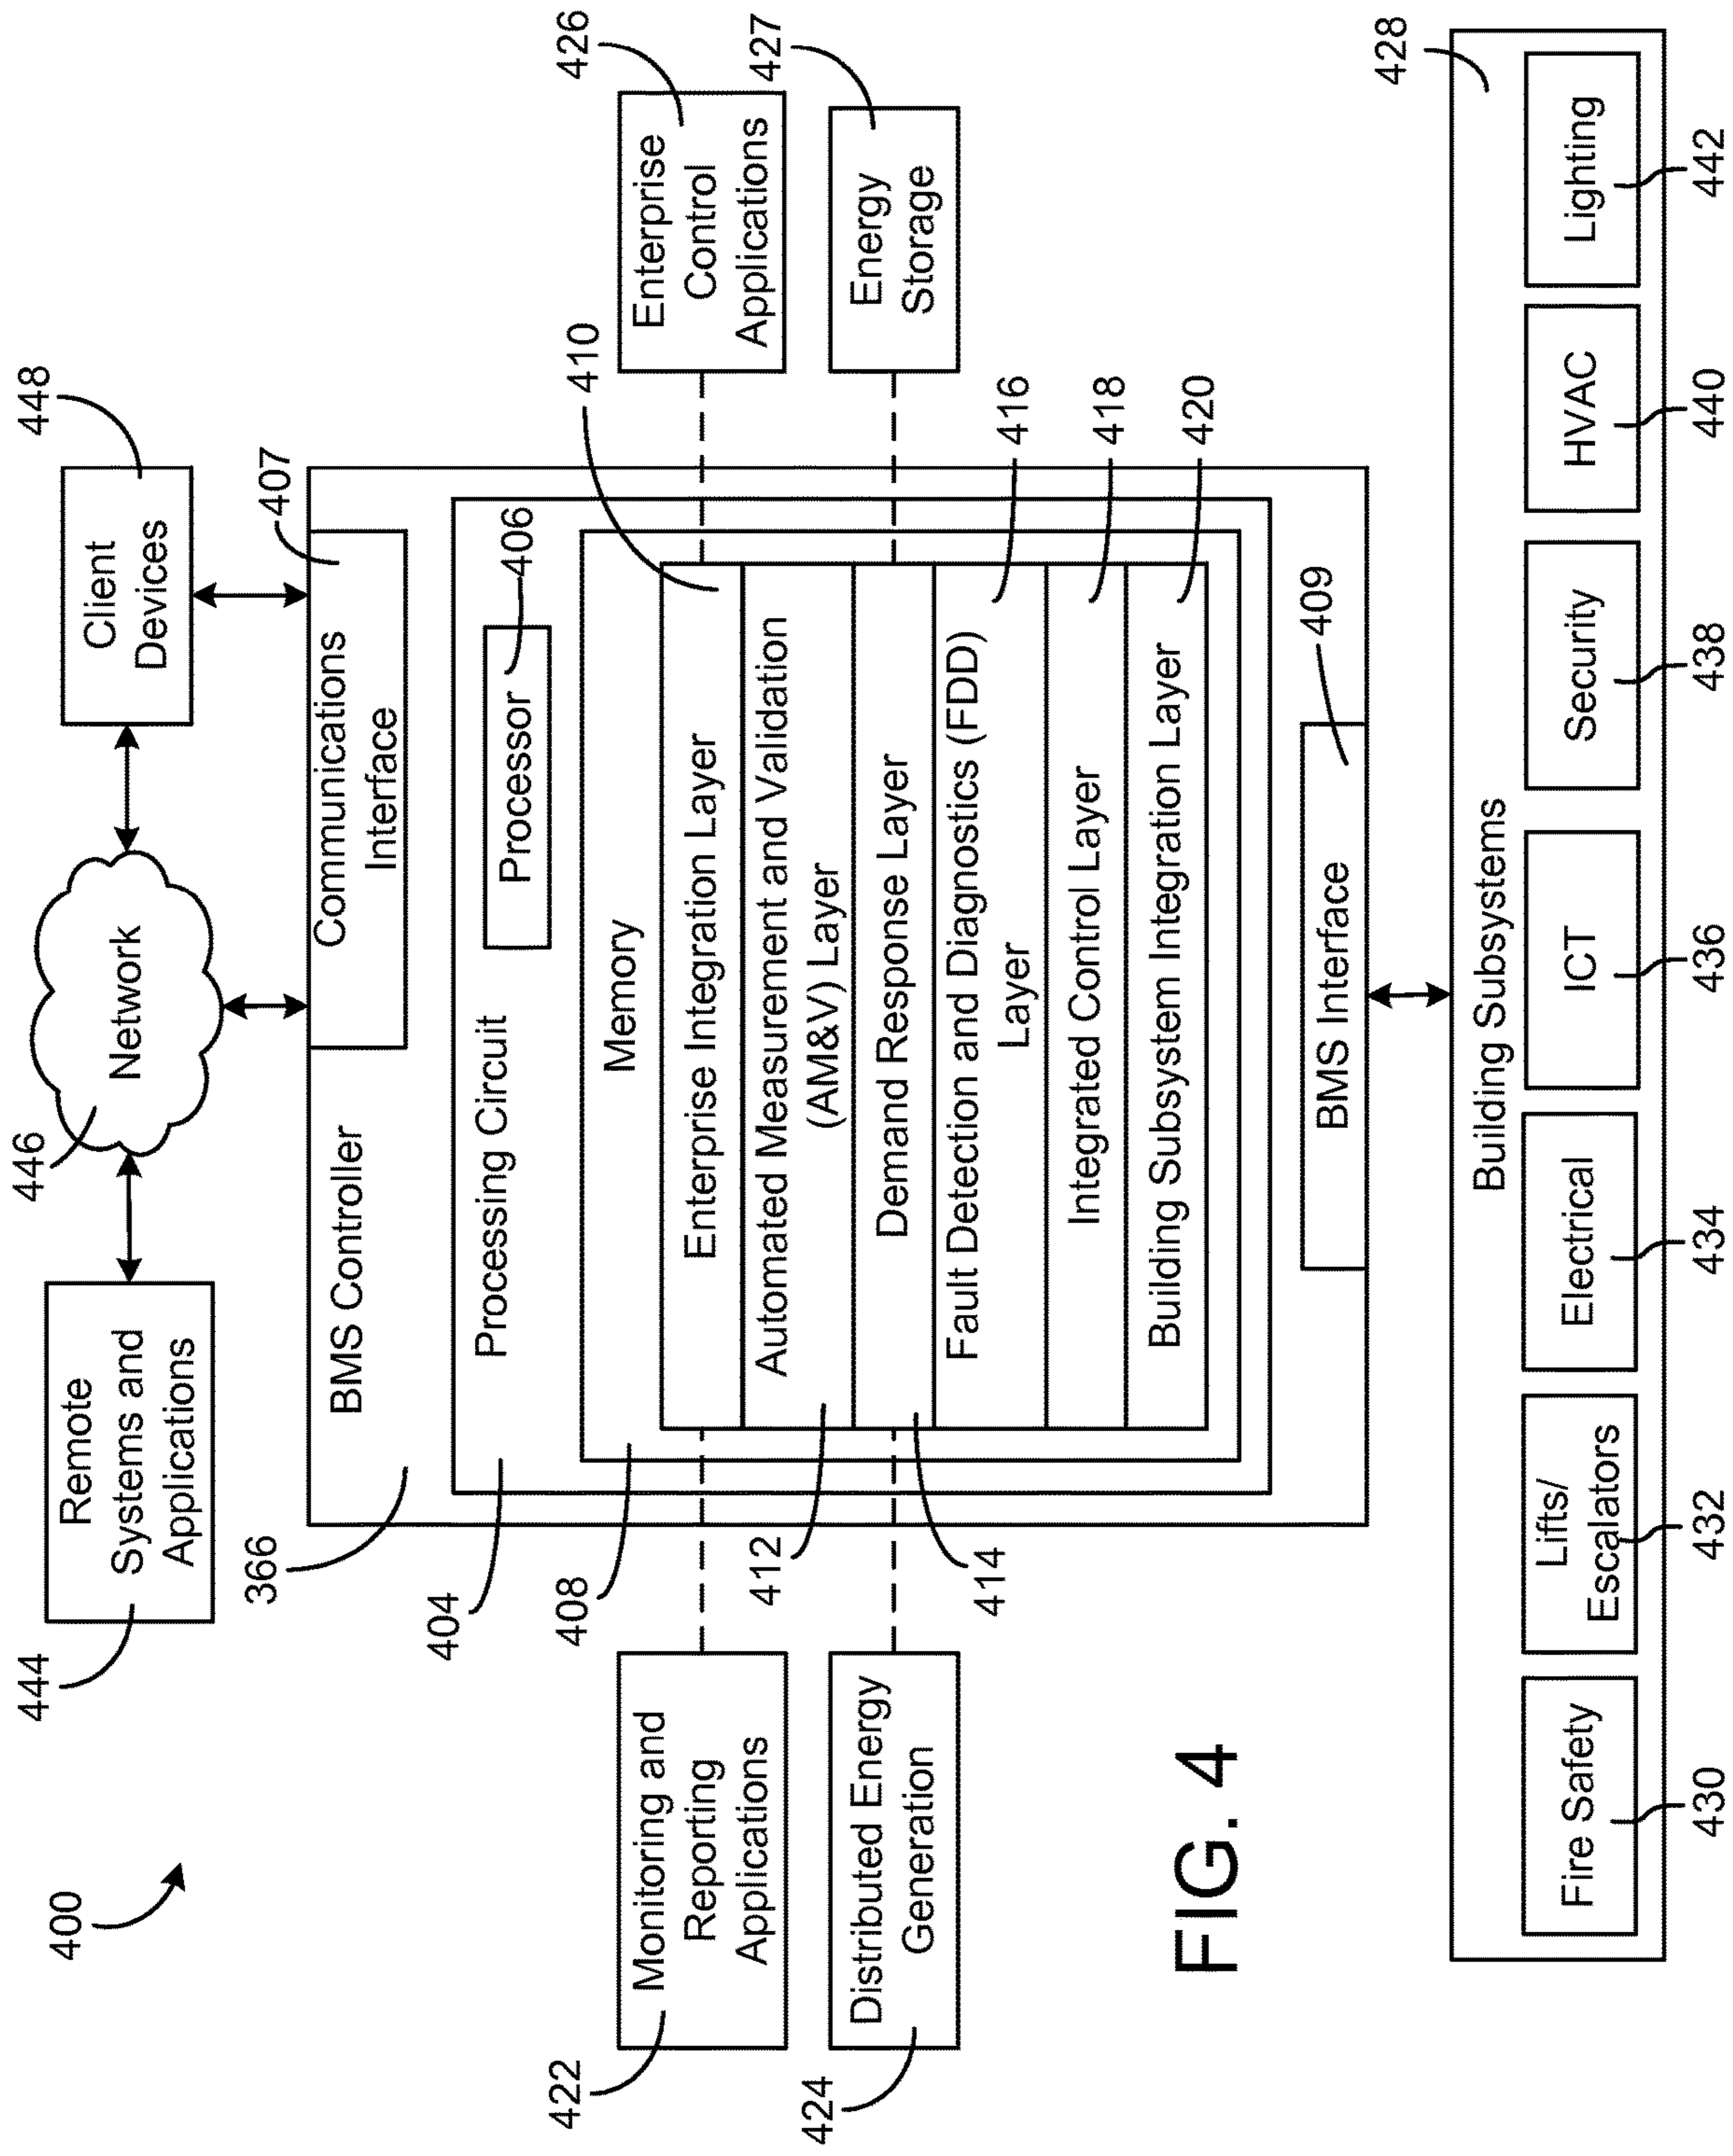 400
444
Remote
Systems and
Applications
446
Network
Client
Devices
448
366
BMS Controller
Communications
Interface
407
404
Processing Circuit
Processor
406
408
Memory
410
Enterprise Integration Layer
Automated Measurement and Validation
(AM&V) Layer
412
Demand Response Layer
414
Fault Detection and Diagnostics (FDD)
Layer
416
Integrated Control Layer
418
Building Subsystem Integration Layer
420
422
Monitoring and
Reporting
Applications
424
Distributed Energy
Generation
Enterprise
Control
Applications
426
Energy
Storage
427
BMS Interface
409
FIG. 4
Building Subsystems
428
Fire Safety
Lifts/
Escalators
Electrical
ICT
Security
HVAC
Lighting
430
432
434
436
438
440
442